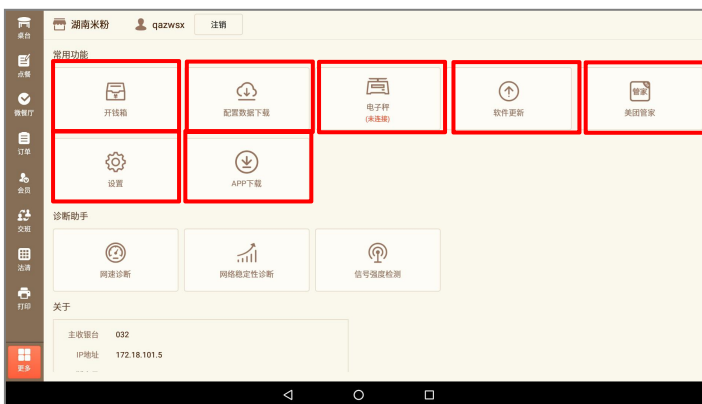 桌台
点餐
微餐厅
订单
会员
交班
沽清
打印
更多
湖南米粉 qazwsx 注销
常用功能
开钱箱 配置数据下载 电子秤 软件更新 美团管家
(未连接) 管家
设置 APP下载
诊断助手
网速诊断 网络稳定性诊断 信号强度检测
关于
主收银台 032
IP地址 172.18.101.5